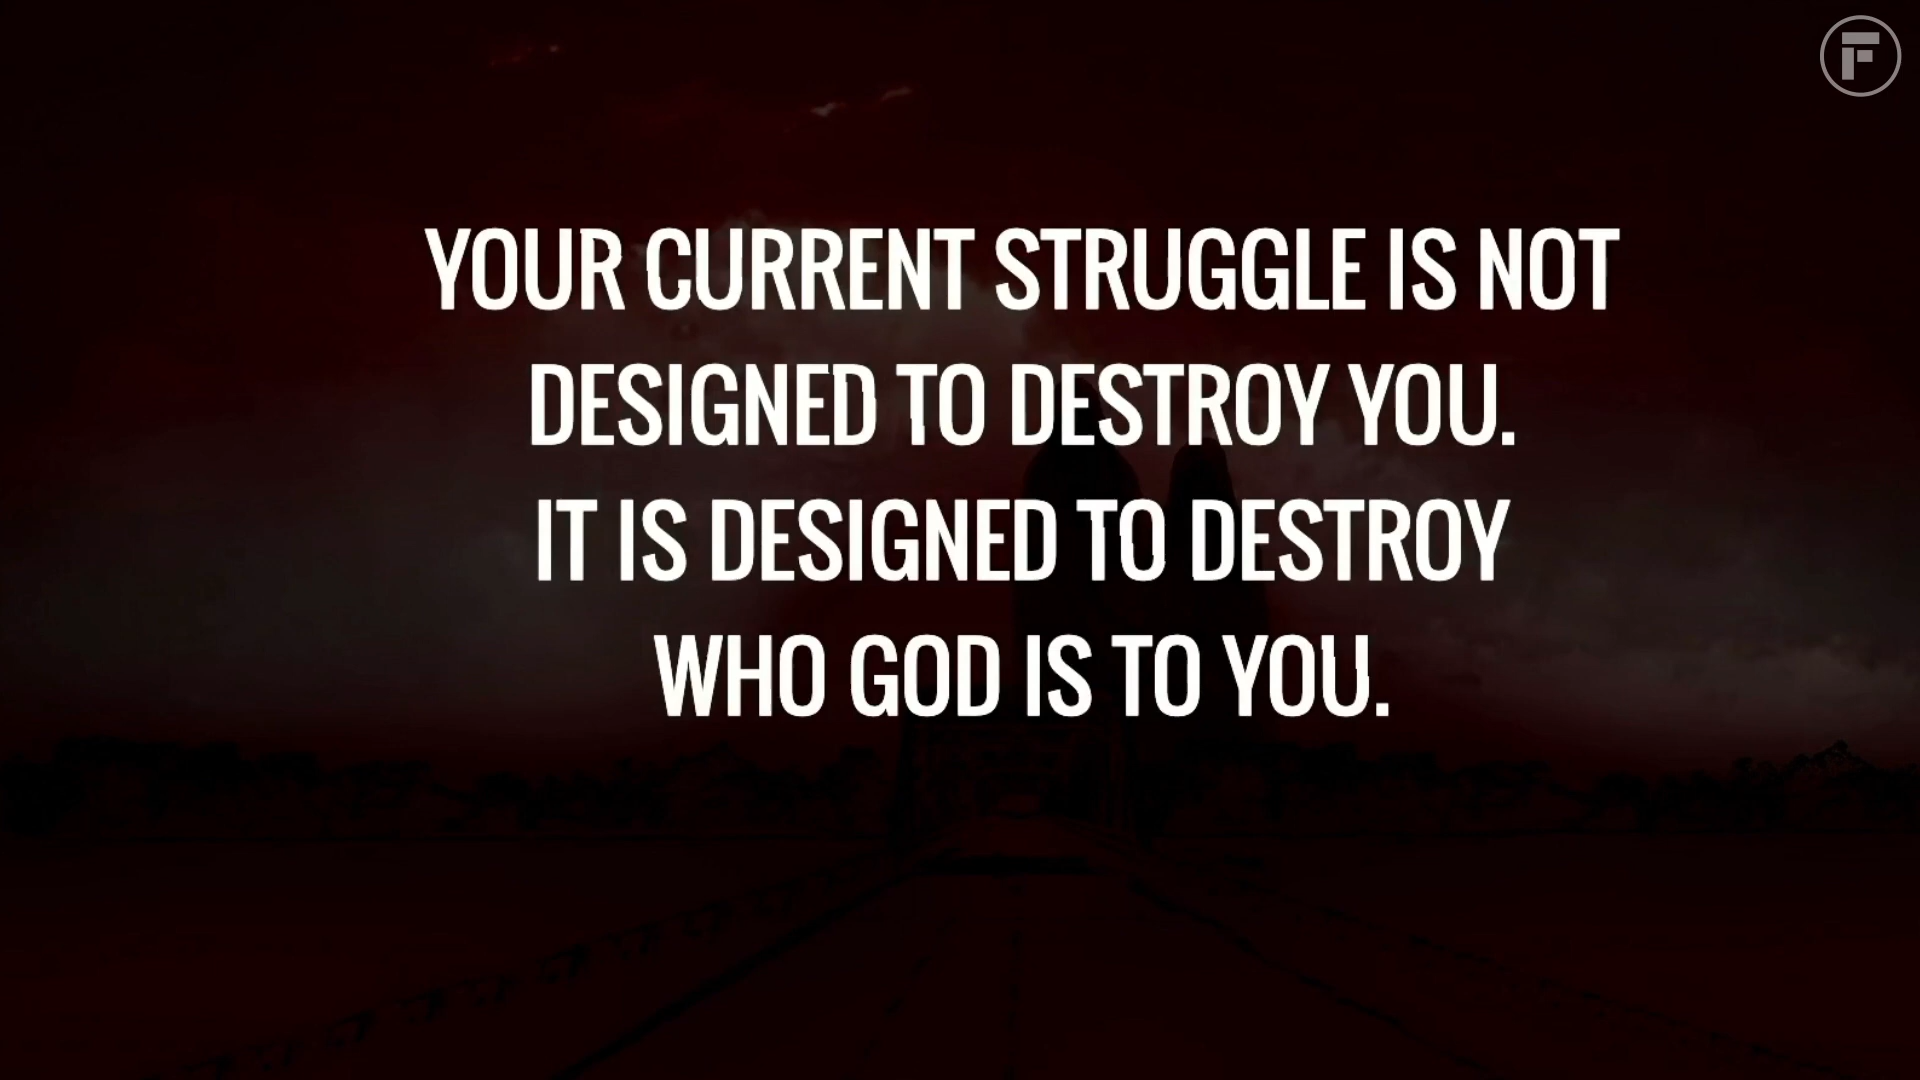 YOUR CURRENT STRUGGLE IS NOT
DESIGNED TO DESTROY YOU.
IT IS DESIGNED TO DESTROY
WHO GOD IS TO YOU.
F